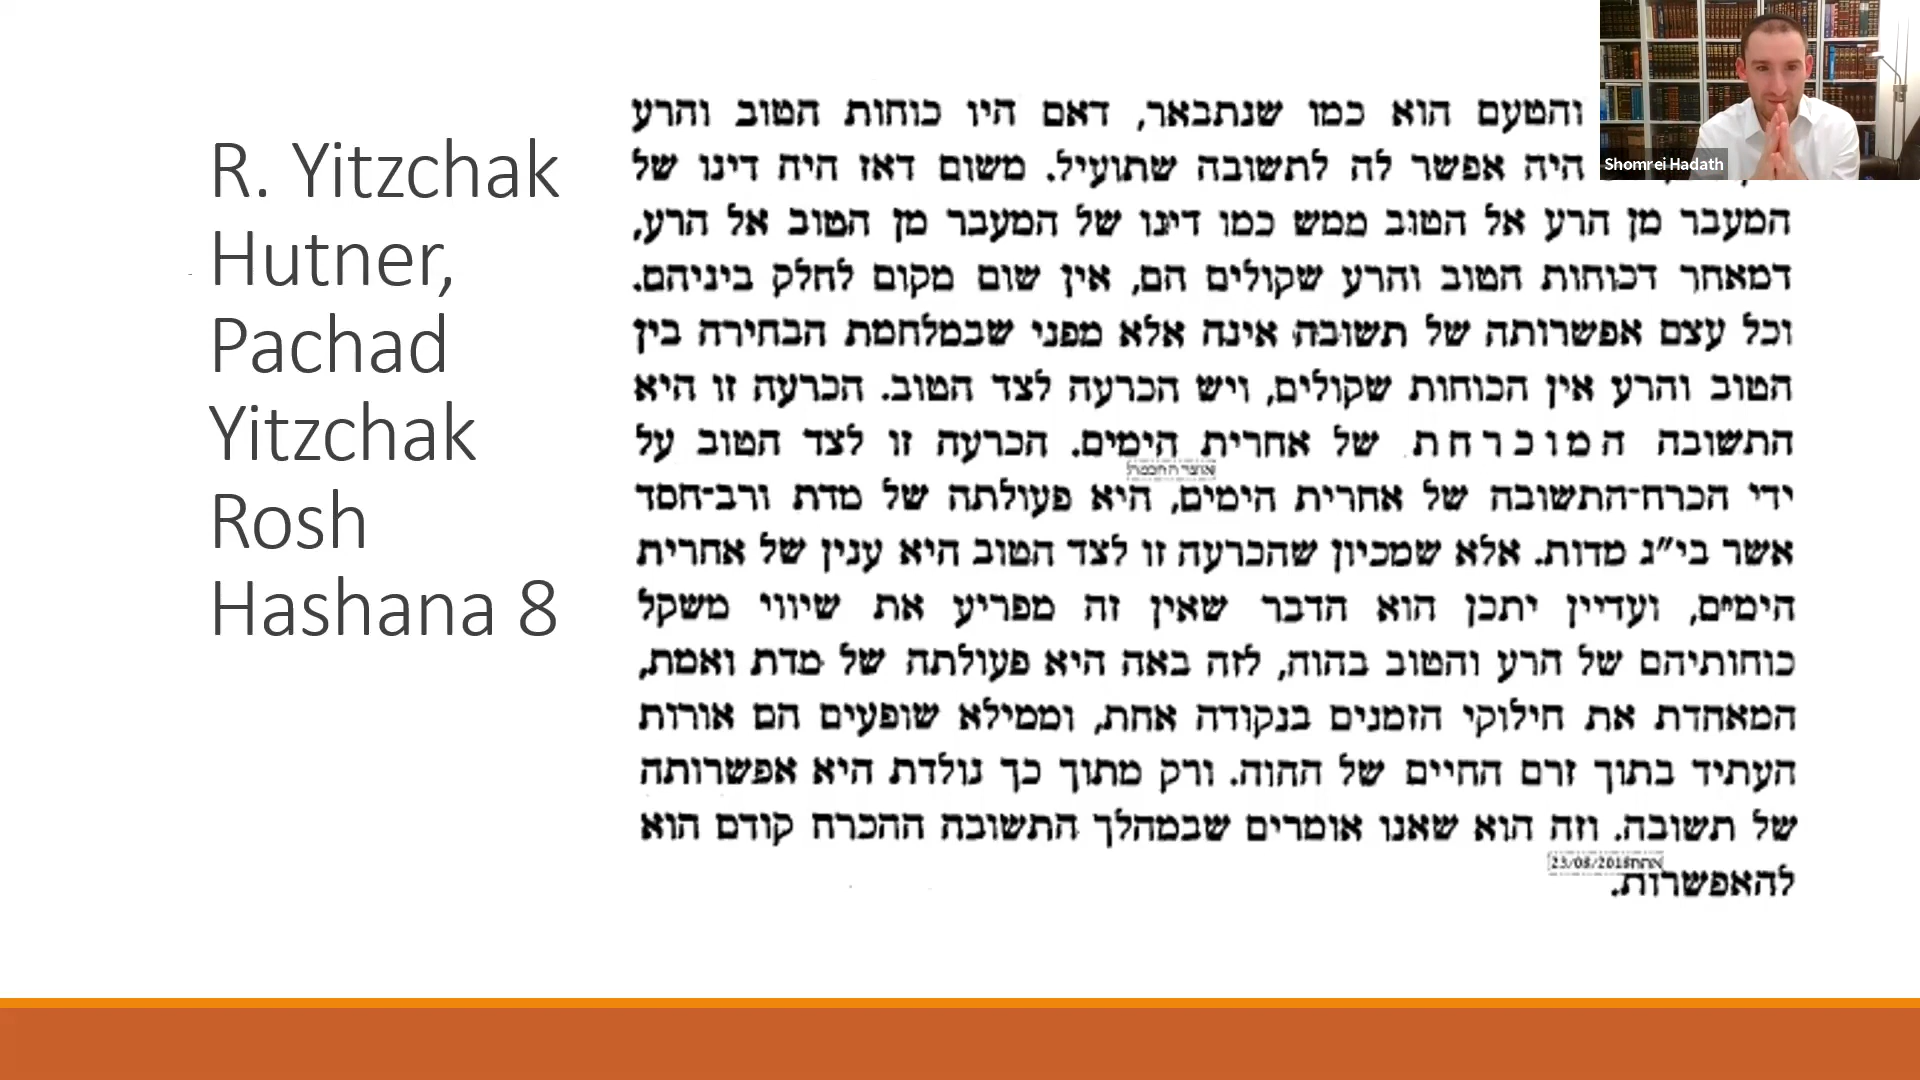 R. Yitzchak
Hutner,
Pachad
Yitzchak
Rosh
Hashana 8
והטעם הוא כמו שנתבאר, דאם היו כוחות הטוב והרע
היה אפשר לה לתשובה שתועיל. משום דאז היה דינו של
המעבר מן הרע אל הטוב ממש כמו דינו של המעבר מן הטוב אל הרע,
דמאחר דכוחות הטוב והרע שקולים הם, אין שום מקום לחלק ביניהם.
וכל עצם אפשרותה של תשובה אינה אלא מפני שבמלחמת הבחירה בין
הטוב והרע אין הכוחות שקולים, ויש הכרעה לצד הטוב. הכרעה זו היא
התשובה המוכרחת של אחרית הימים. הכרעה זו לצד הטוב על
אוצר החכמה
ידי הכרח-התשובה של אחרית הימים, היא פעולתה של מדת ורב-חסד
אשר בי״ג מדות. אלא שמכיון שהכרעה זו לצד הטוב היא ענין של אחרית
הימים, ועדיין יתכן הוא הדבר שאין זה מפריע את שיווי משקל
כוחותיהם של הרע והטוב בהוה, לזה באה היא פעולתה של מדת ואמת,
המאחדת את חילוקי הזמנים בנקודה אחת, וממילא שופעים הם אורות
העתיד בתוך זרם החיים של ההוה. ורק מתוך כך נולדת היא אפשרותה
של תשובה. וזה הוא שאנו אומרים שבמהלך התשובה ההכרח קודם הוא
להאפשרות.
23/08/2018
Shomrei Hadath